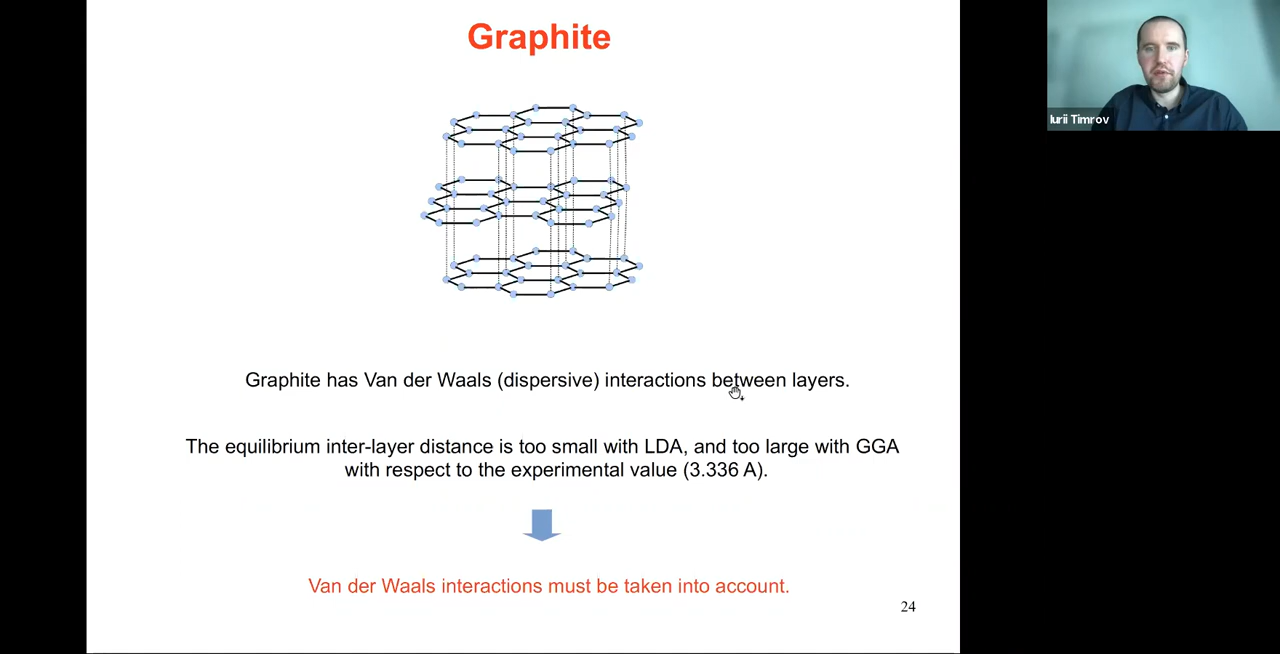 Graphite
Iurii Timrov
Graphite has Van der Waals (dispersive) interactions between layers.
The equilibrium inter-layer distance is too small with LDA, and too large with GGA
with respect to the experimental value (3.336 A).
Van der Waals interactions must be taken into account.
24